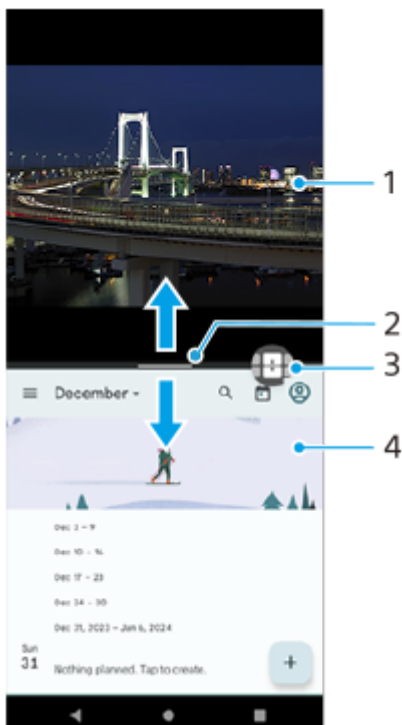 1
2
3
December
4
Dec 3 – 9
Dec 10 – 16
Dec 17 – 23
Dec 24 – 30
Dec 31, 2023 – Jan 6, 2024
Sun
31 Nothing planned. Tap to create.